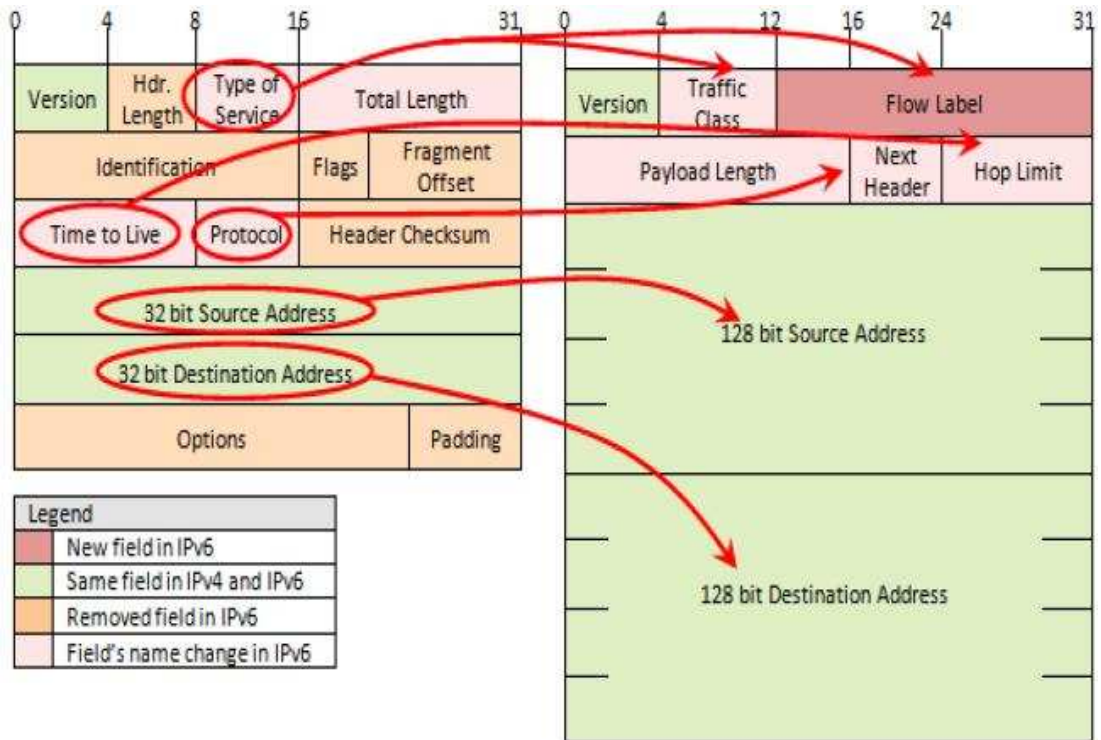 0 4 8 16 31
Version
Hdr.
Length
Type of
Service
Total Length
Identification
Flags
Fragment
Offset
Time to Live
Protocol
Header Checksum
32 bit Source Address
32 bit Destination Address
Options
Padding
Legend
New field in IPv6
Same field in IPv4 and IPv6
Removed field in IPv6
Field's name change in IPv6
0 4 12 16 24 31
Version
Traffic
Class
Flow Label
Payload Length
Next
Header
Hop Limit
128 bit Source Address
128 bit Destination Address